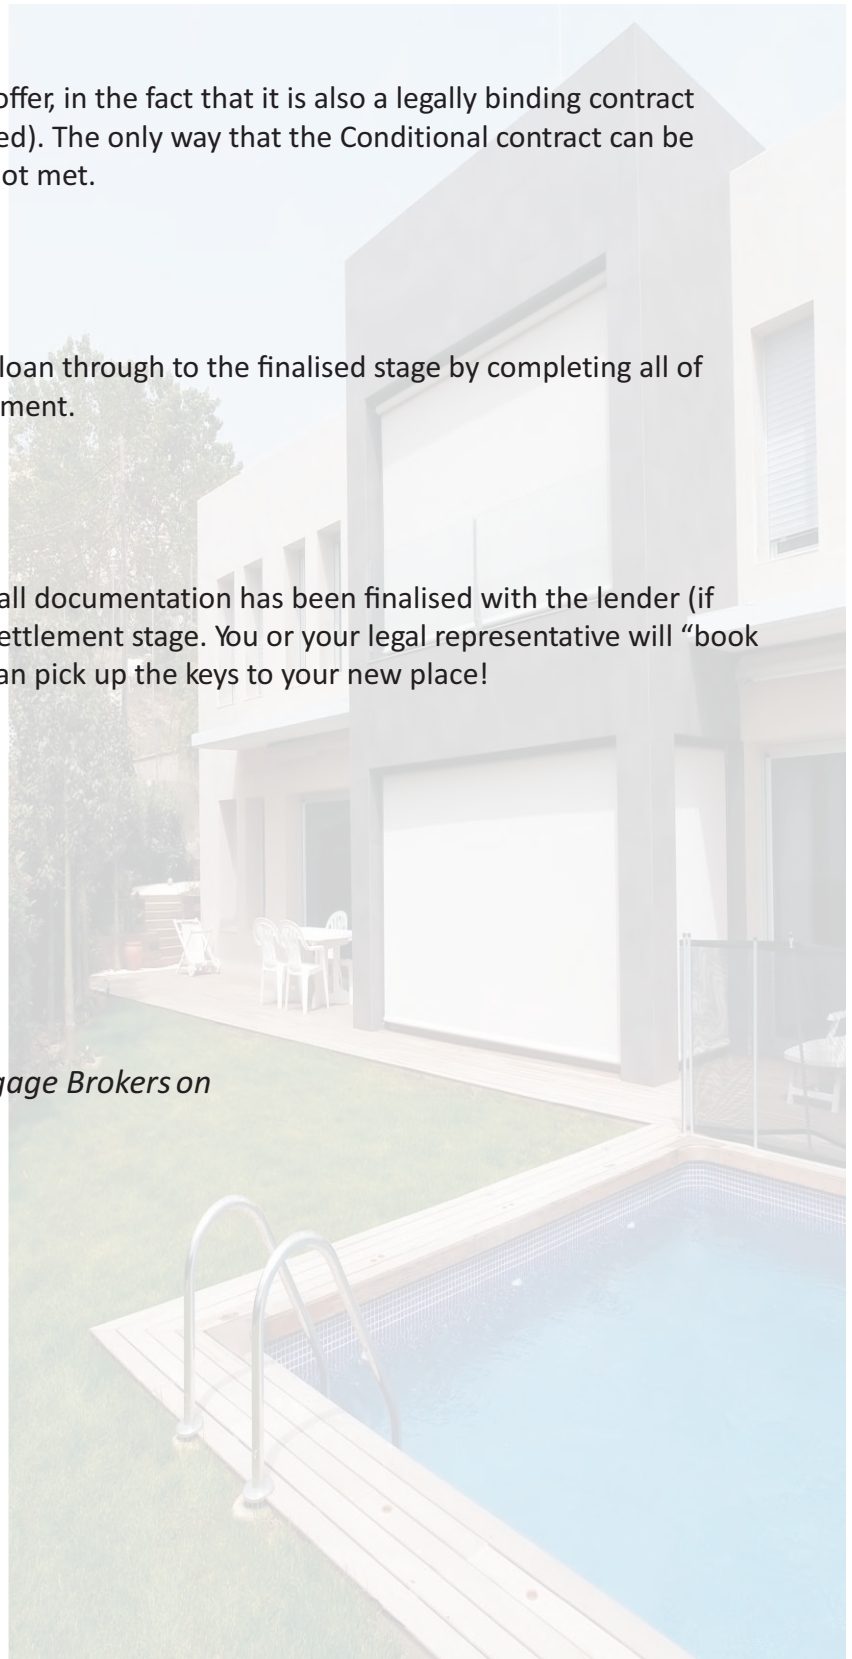 offer, in the fact that it is also a legally binding contract
ed). The only way that the Conditional contract can be
ot met.
loan through to the finalised stage by completing all of
ment.
all documentation has been finalised with the lender (if
ettlement stage. You or your legal representative will “book
an pick up the keys to your new place!
gage Brokers on